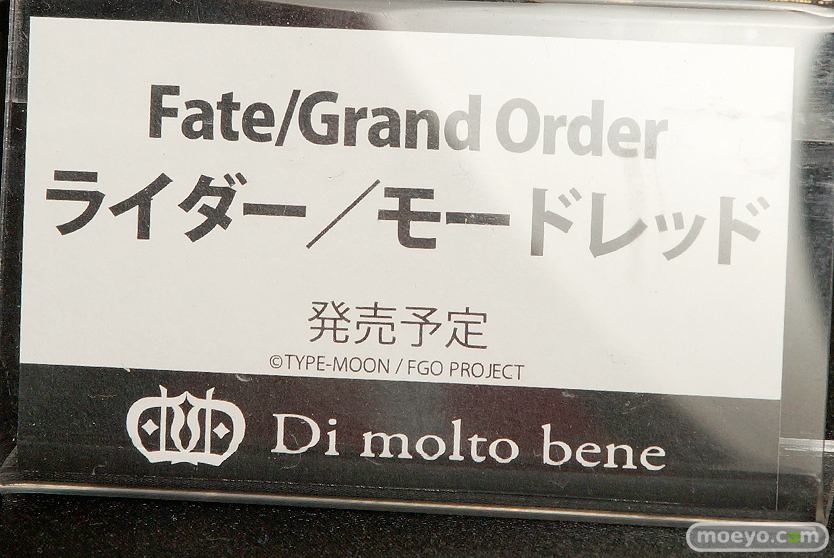 Fate/Grand Order
ライダー／モードレッド
発売予定
©TYPE-MOON / FGO PROJECT
Di molto bene
moeyo.com